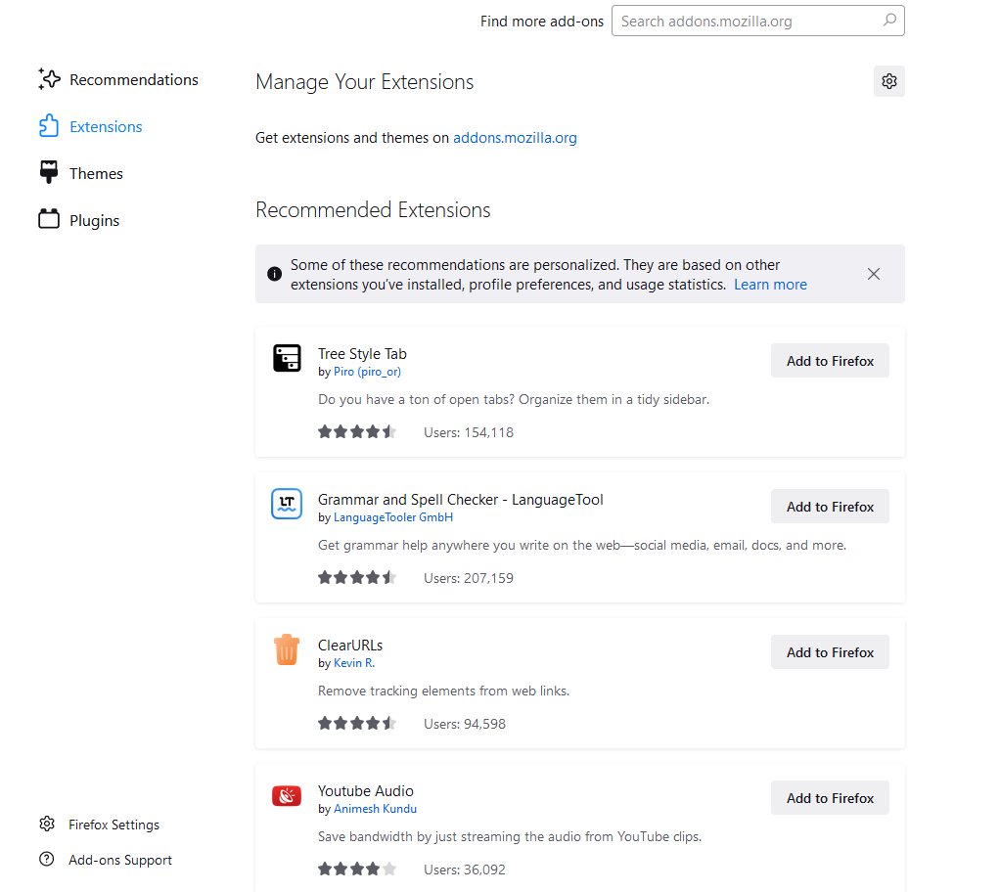 Find more add-ons Search addons.mozilla.org
Recommendations
Extensions
Themes
Plugins
Manage Your Extensions
Get extensions and themes on addons.mozilla.org
Recommended Extensions
Some of these recommendations are personalized. They are based on other
extensions you've installed, profile preferences, and usage statistics. Learn more
Tree Style Tab
by Piro (piro_or)
Do you have a ton of open tabs? Organize them in a tidy sidebar.
Users: 154,118
Add to Firefox
LT
Grammar and Spell Checker - LanguageTool
by LanguageTooler GmbH
Get grammar help anywhere you write on the web—social media, email, docs, and more.
Users: 207,159
Add to Firefox
ClearURLs
by Kevin R.
Remove tracking elements from web links.
Users: 94,598
Add to Firefox
Youtube Audio
by Animesh Kundu
Save bandwidth by just streaming the audio from YouTube clips.
Users: 36,092
Add to Firefox
Firefox Settings
Add-ons Support